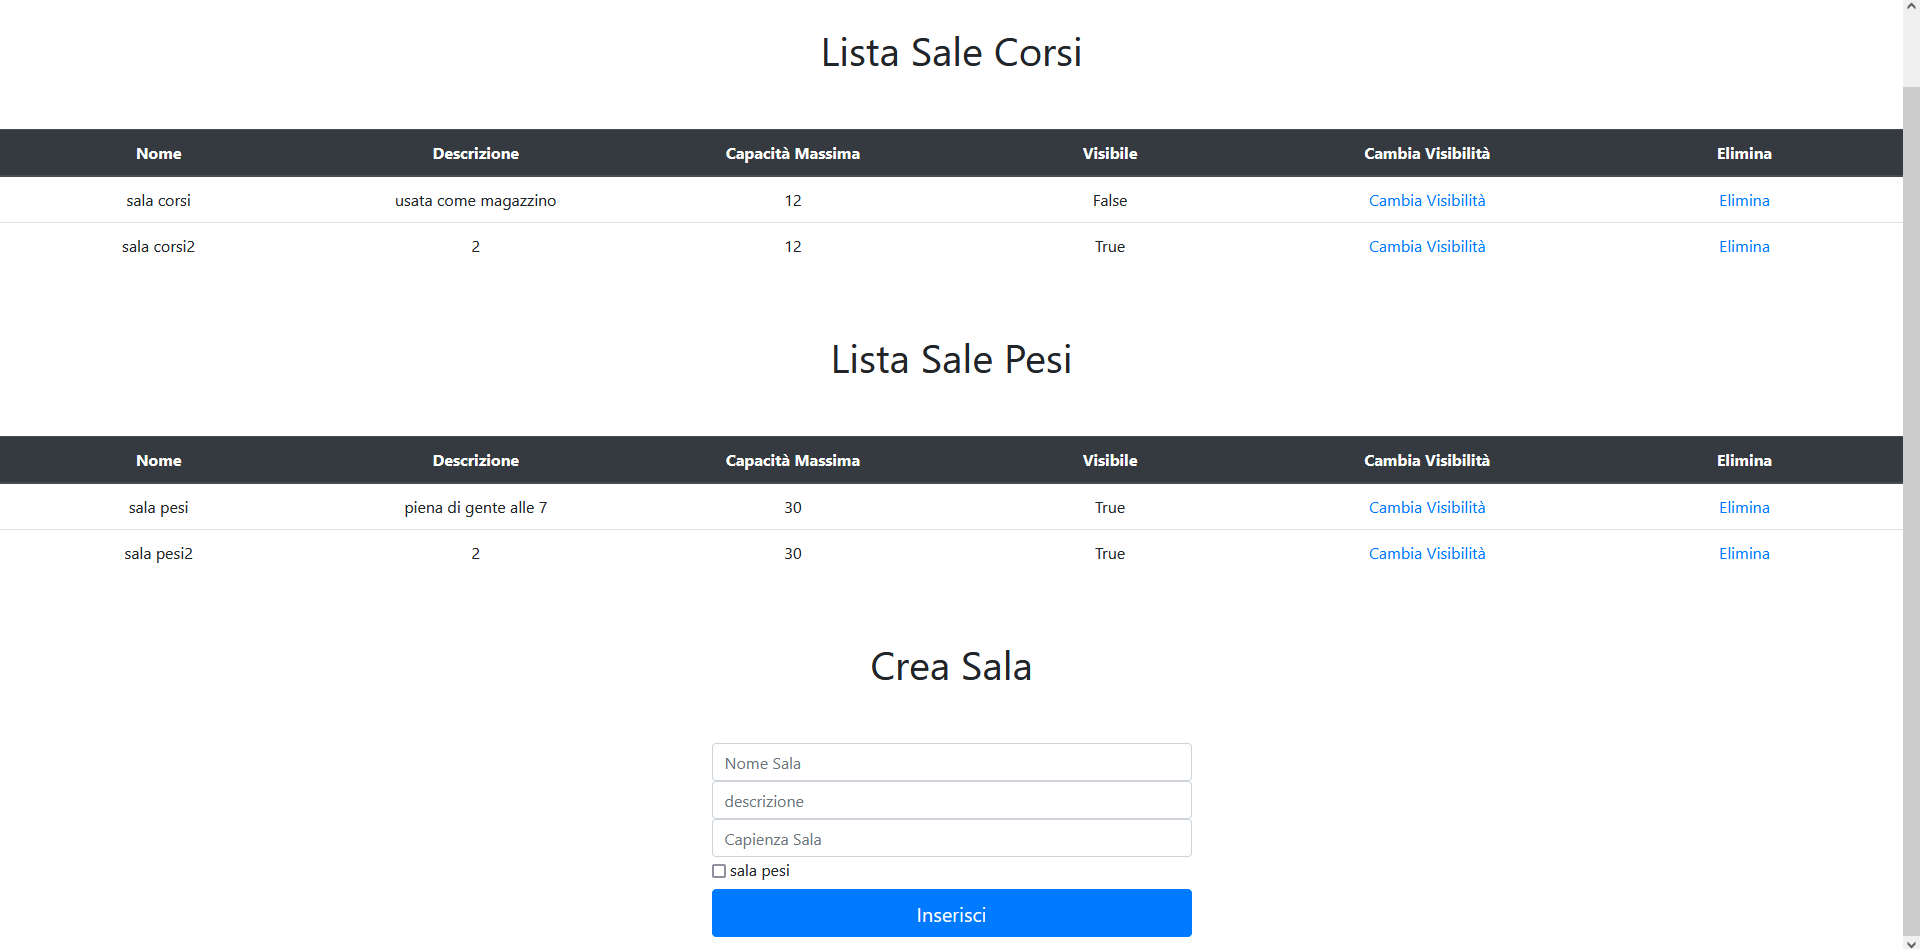 Lista Sale Corsi
Nome Descrizione Capacità Massima Visibile Cambia Visibilità Elimina
sala corsi usata come magazzino 12 False Cambia Visibilità Elimina
sala corsi2 2 12 True Cambia Visibilità Elimina
Lista Sale Pesi
Nome Descrizione Capacità Massima Visibile Cambia Visibilità Elimina
sala pesi piena di gente alle 7 30 True Cambia Visibilità Elimina
sala pesi2 2 30 True Cambia Visibilità Elimina
Crea Sala
Nome Sala
descrizione
Capienza Sala
sala pesi
Inserisci